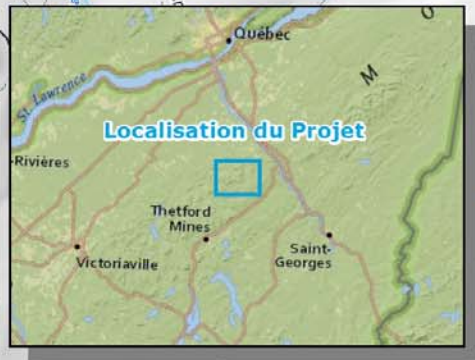 Québec
M O
St. Lawrence
Localisation du Projet
-Rivières
Thetford
Mines
Saint-
Georges
Victoriaville